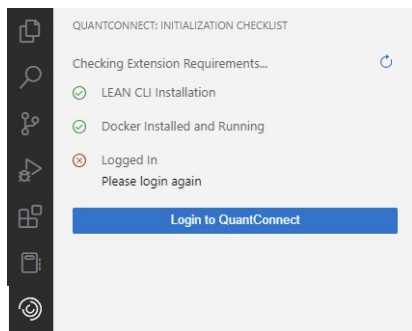 QUANTCONNECT: INITIALIZATION CHECKLIST
Checking Extension Requirements...
LEAN CLI Installation
Docker Installed and Running
Logged In
Please login again
Login to QuantConnect